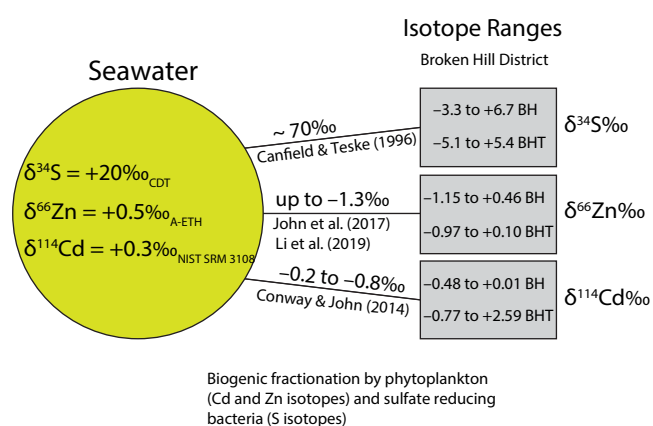 Isotope Ranges
Broken Hill District
Seawater
δ³⁴S = +20‰CDT
δ⁶⁶Zn = +0.5‰A-ETH
δ¹¹⁴Cd = +0.3‰NIST SRM 3108
~ 70‰
Canfield & Teske (1996)
up to –1.3‰
John et al. (2017)
Li et al. (2019)
–0.2 to –0.8‰
Conway & John (2014)
–3.3 to +6.7 BH
–5.1 to +5.4 BHT
δ³⁴S‰
–1.15 to +0.46 BH
–0.97 to +0.10 BHT
δ⁶⁶Zn‰
–0.48 to +0.01 BH
–0.77 to +2.59 BHT
δ¹¹⁴Cd‰
Biogenic fractionation by phytoplankton
(Cd and Zn isotopes) and sulfate reducing
bacteria (S isotopes)